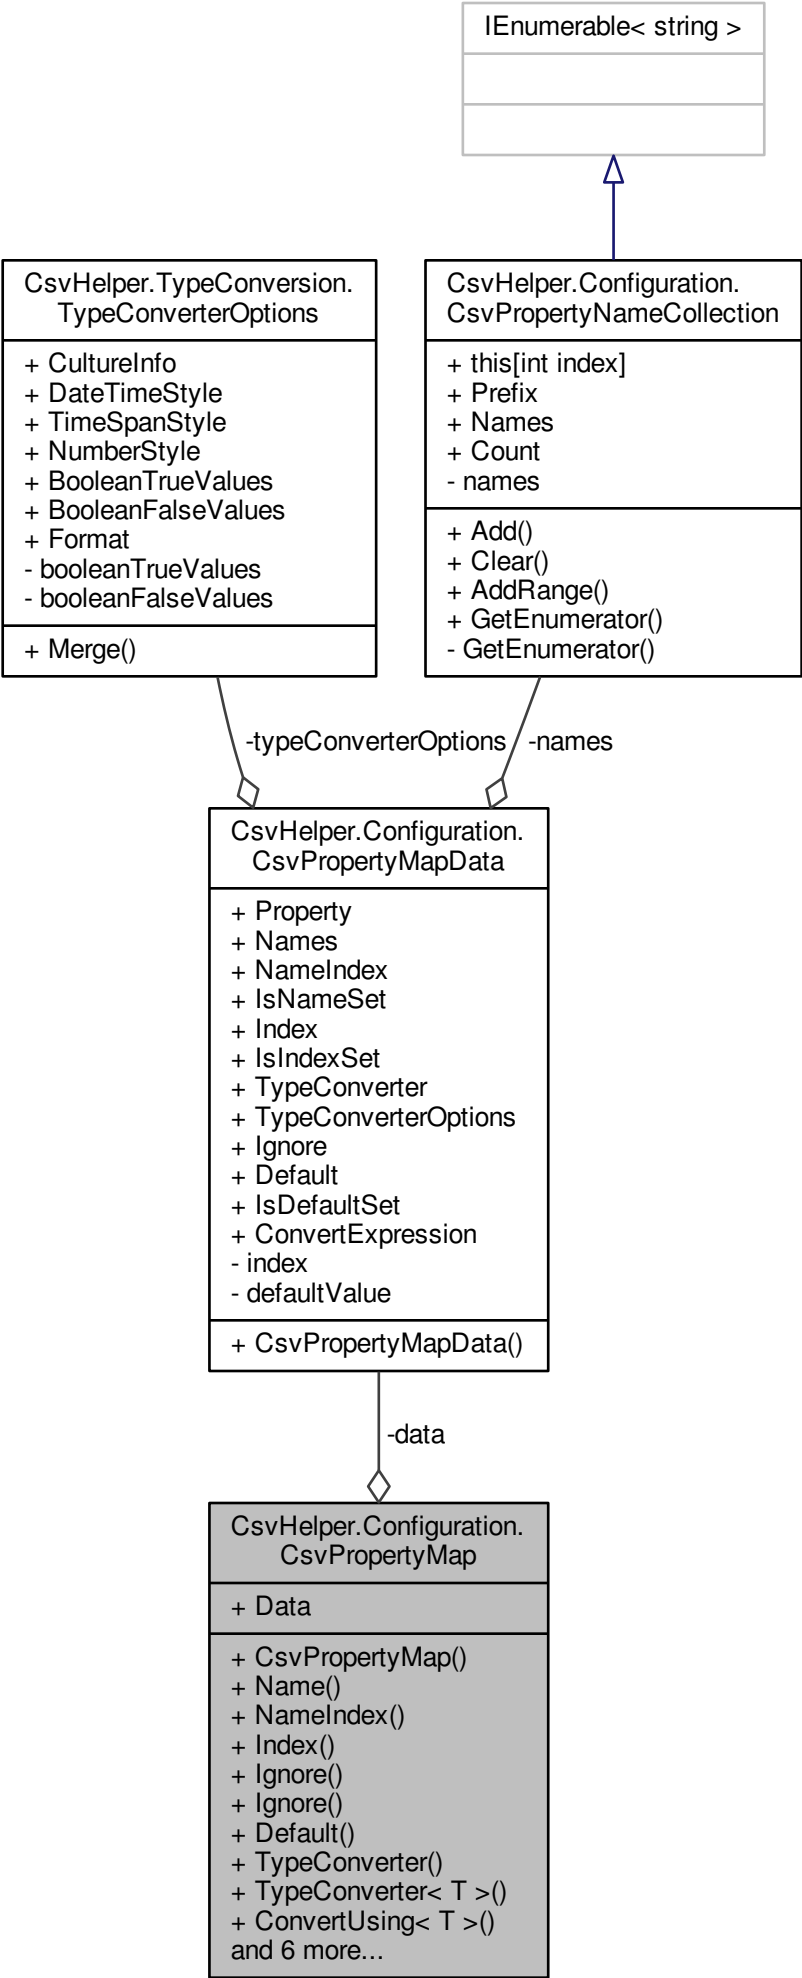 IEnumerable< string >
CsvHelper.TypeConversion.
TypeConverterOptions
+ CultureInfo
+ DateTimeStyle
+ TimeSpanStyle
+ NumberStyle
+ BooleanTrueValues
+ BooleanFalseValues
+ Format
- booleanTrueValues
- booleanFalseValues
+ Merge()
CsvHelper.Configuration.
CsvPropertyNameCollection
+ this[int index]
+ Prefix
+ Names
+ Count
- names
+ Add()
+ Clear()
+ AddRange()
+ GetEnumerator()
- GetEnumerator()
-typeConverterOptions
-names
CsvHelper.Configuration.
CsvPropertyMapData
+ Property
+ Names
+ NameIndex
+ IsNameSet
+ Index
+ IsIndexSet
+ TypeConverter
+ TypeConverterOptions
+ Ignore
+ Default
+ IsDefaultSet
+ ConvertExpression
- index
- defaultValue
+ CsvPropertyMapData()
-data
CsvHelper.Configuration.
CsvPropertyMap
+ Data
+ CsvPropertyMap()
+ Name()
+ NameIndex()
+ Index()
+ Ignore()
+ Ignore()
+ Default()
+ TypeConverter()
+ TypeConverter< T >()
+ ConvertUsing< T >()
and 6 more...